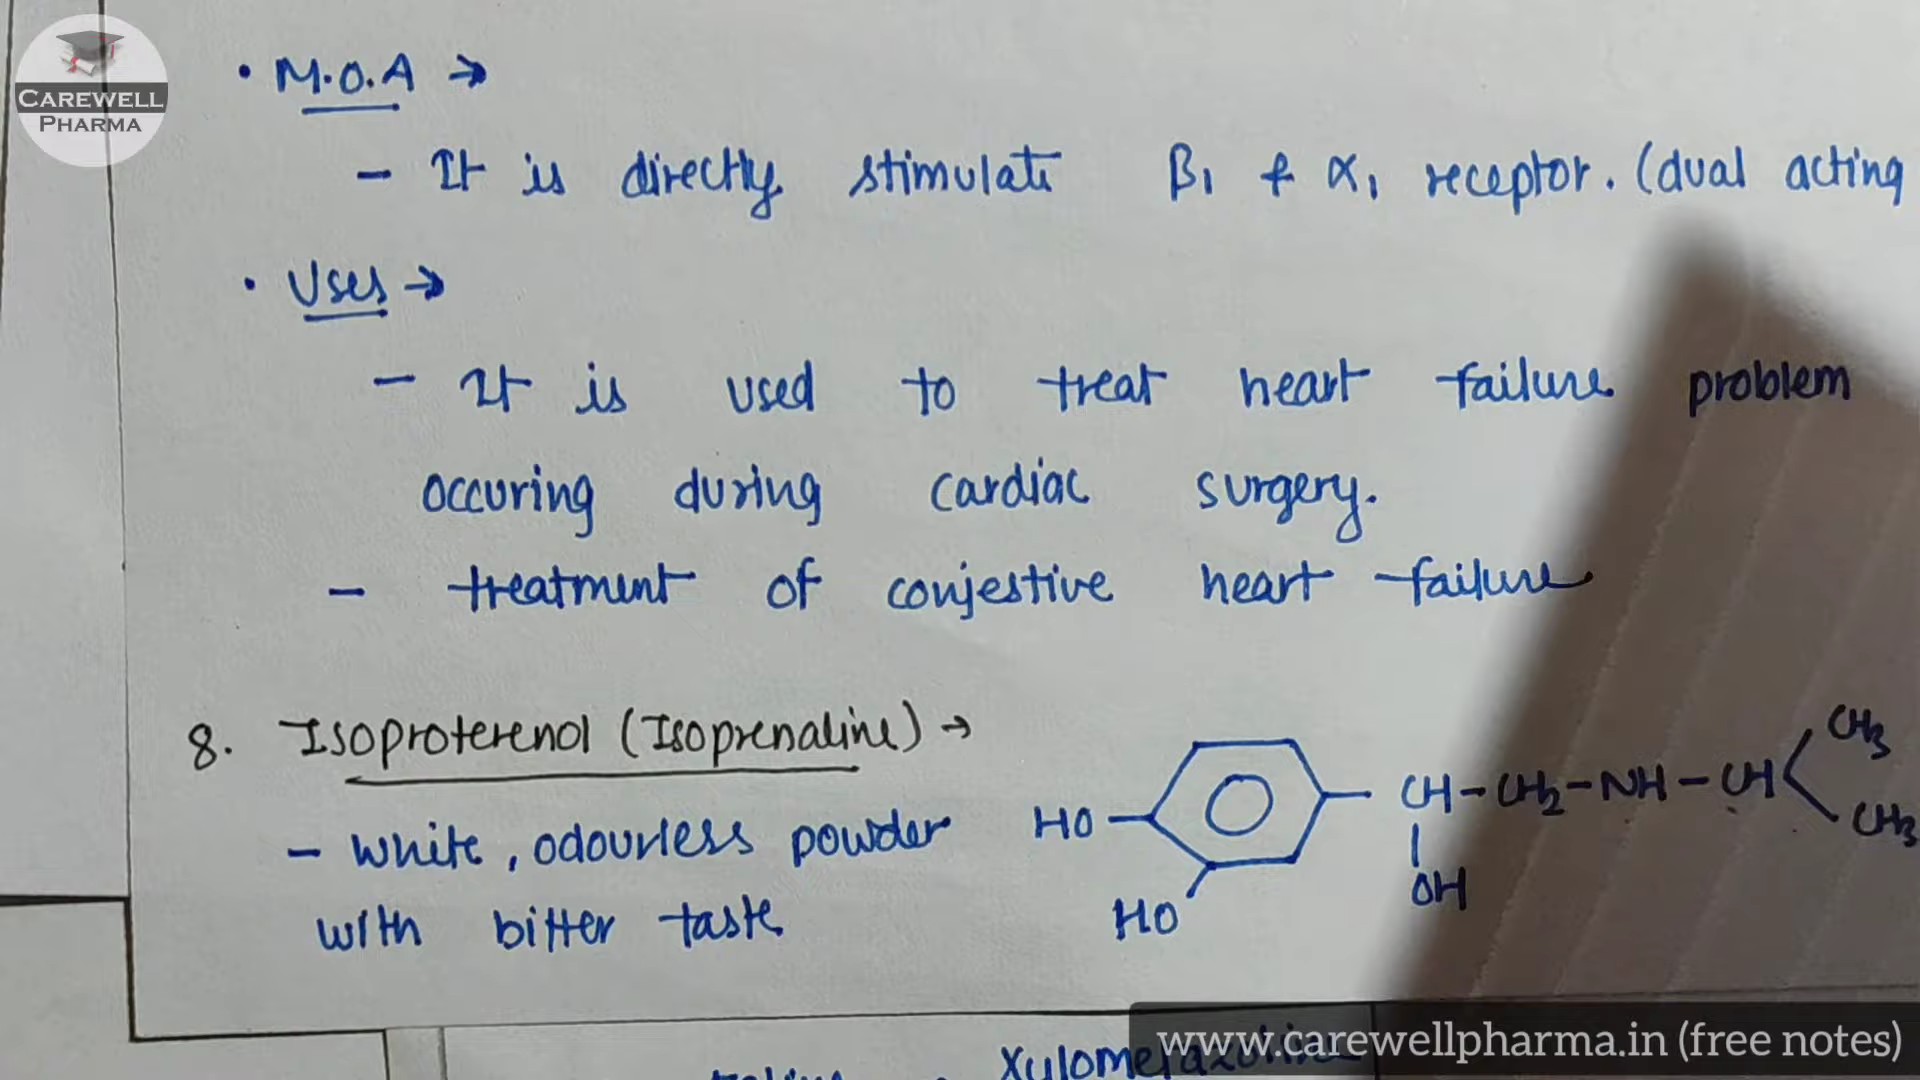 CAREWELL
PHARMA
• M.O.A →
- It is directly stimulate β1 & α1 receptor. (dual acting
• Uses →
- It is used to treat heart failure problem
occuring during cardiac surgery.
- treatment of conjestive heart failure
8. Isoproterenol (Isoprenaline) →
- white, odourless powder
with bitter taste
HO
HO
CH-CH2-NH-CH
OH
CH3
CH3
www.carewellpharma.in (free notes)